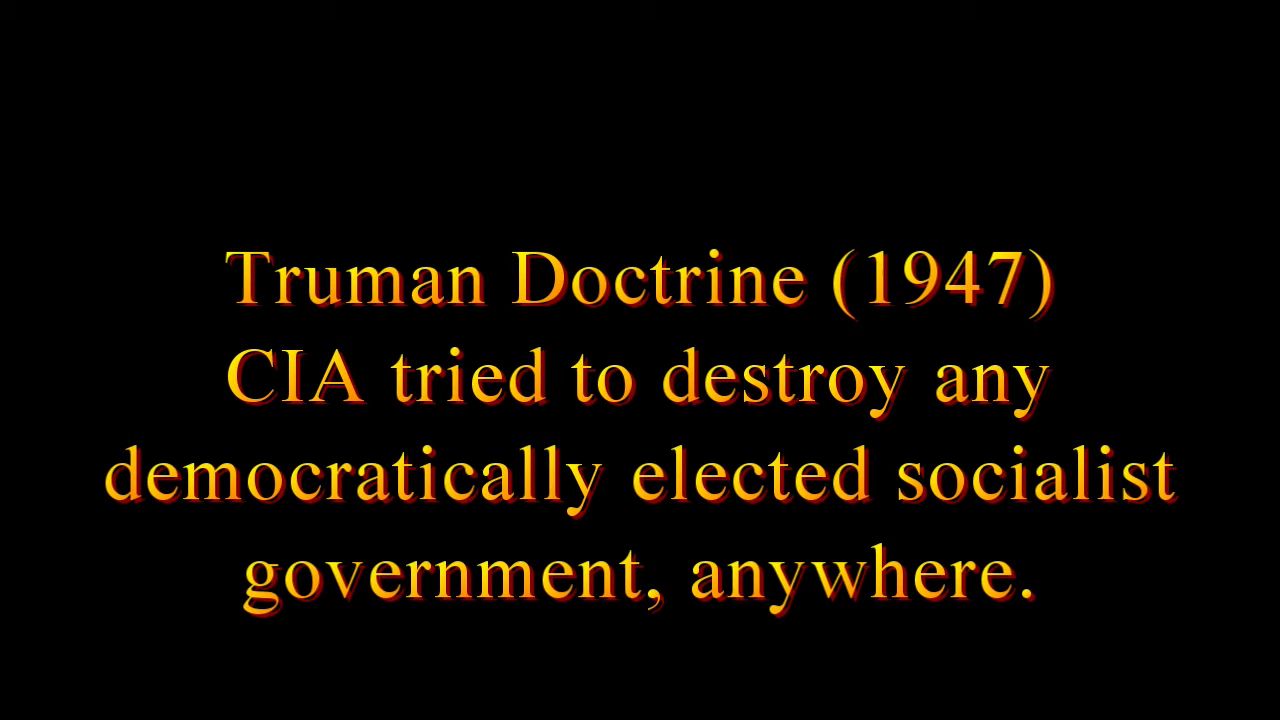 Truman Doctrine (1947)
CIA tried to destroy any
democratically elected socialist
government, anywhere.